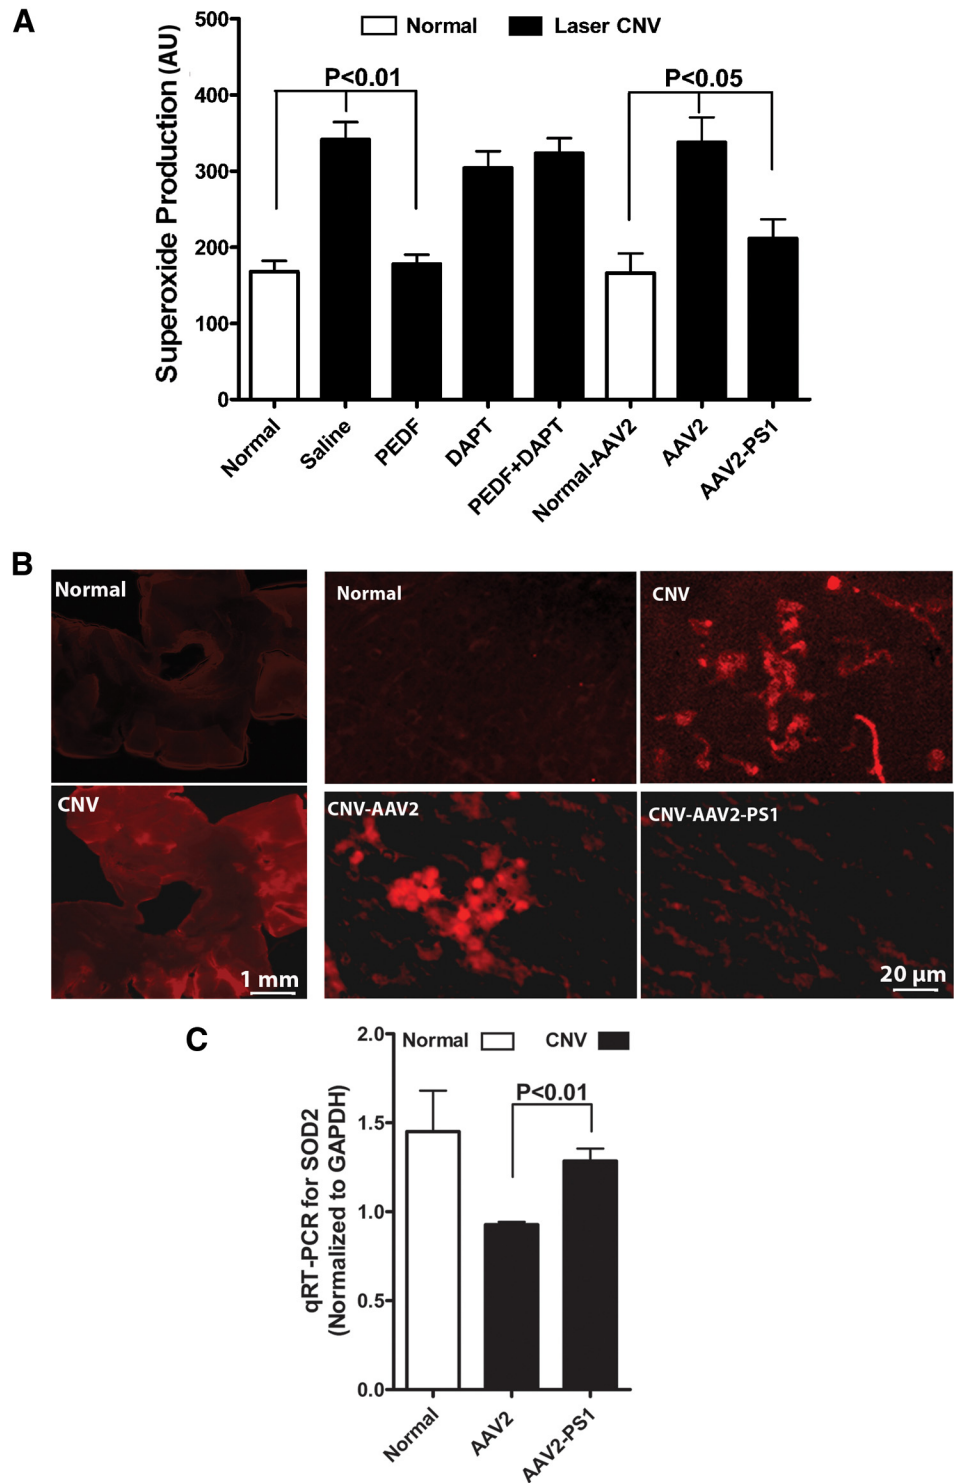 A
Normal
Laser CNV
Superoxide Production (AU)
500
400
300
200
100
0
P<0.01
P<0.05
Normal
Saline
PEDF
DAPT
PEDF+DAPT
Normal-AAV2
AAV2
AAV2-PS1
B
Normal
Normal
CNV
CNV
1 mm
CNV-AAV2
CNV-AAV2-PS1
20 µm
C
Normal
CNV
qRT-PCR for SOD2
(Normalized to GAPDH)
2.0
1.5
1.0
0.5
0.0
P<0.01
Normal
AAV2
AAV2-PS1